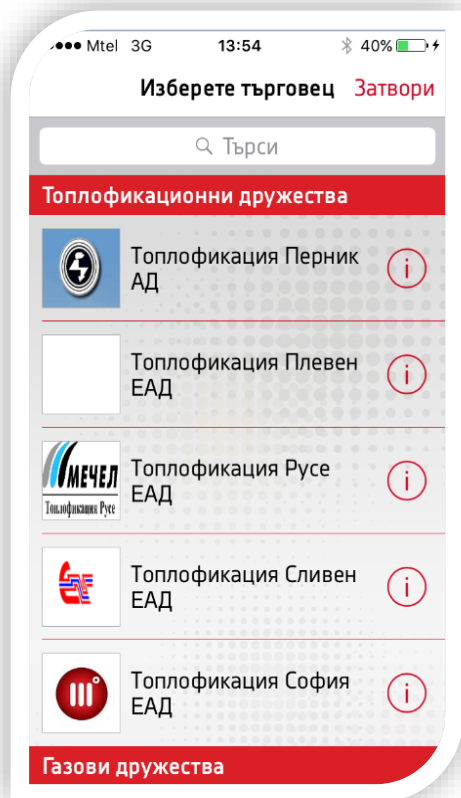 Mtel 3G 13:54 40%
Изберете търговец Затвори
Търси
Топлофикационни дружества
Топлофикация Перник
АД
i
Топлофикация Плевен
ЕАД
i
МЕЧЕЛ
Топлофикация Русе
Топлофикация Русе
ЕАД
i
Топлофикация Сливен
ЕАД
i
Топлофикация София
ЕАД
i
Газови дружества